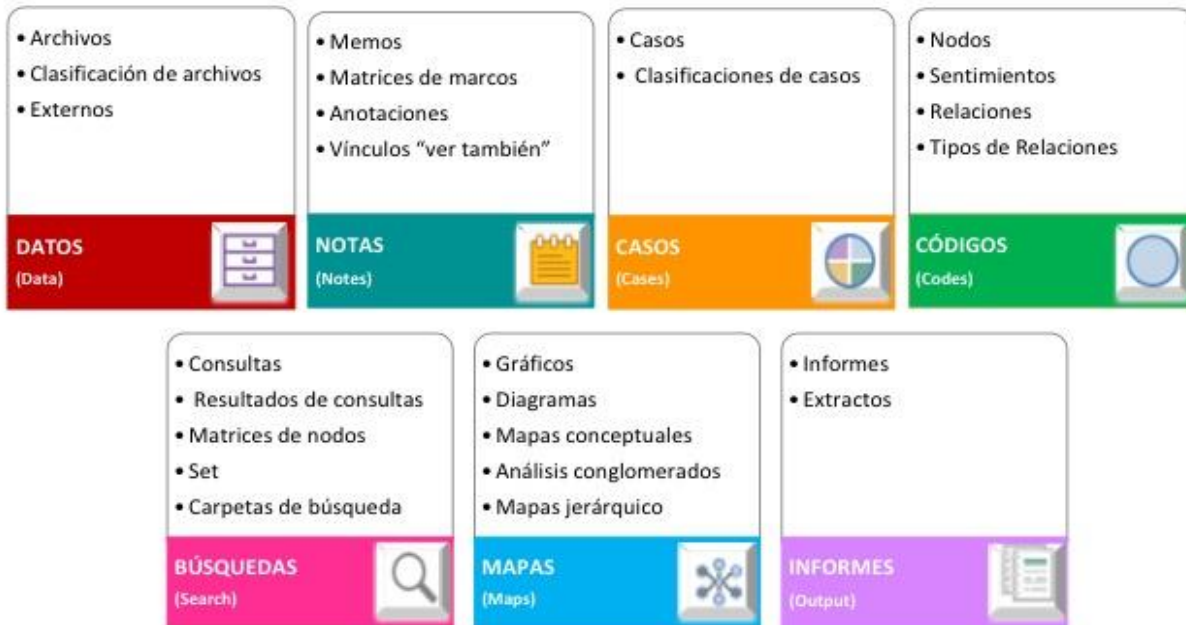 • Archivos
• Clasificación de archivos
• Externos
DATOS
(Data)
• Memos
• Matrices de marcos
• Anotaciones
• Vínculos “ver también”
NOTAS
(Notes)
• Casos
• Clasificaciones de casos
CASOS
(Cases)
• Nodos
• Sentimientos
• Relaciones
• Tipos de Relaciones
CÓDIGOS
(Codes)
• Consultas
• Resultados de consultas
• Matrices de nodos
• Set
• Carpetas de búsqueda
BÚSQUEDAS
(Search)
• Gráficos
• Diagramas
• Mapas conceptuales
• Análisis conglomerados
• Mapas jerárquico
MAPAS
(Maps)
• Informes
• Extractos
INFORMES
(Output)